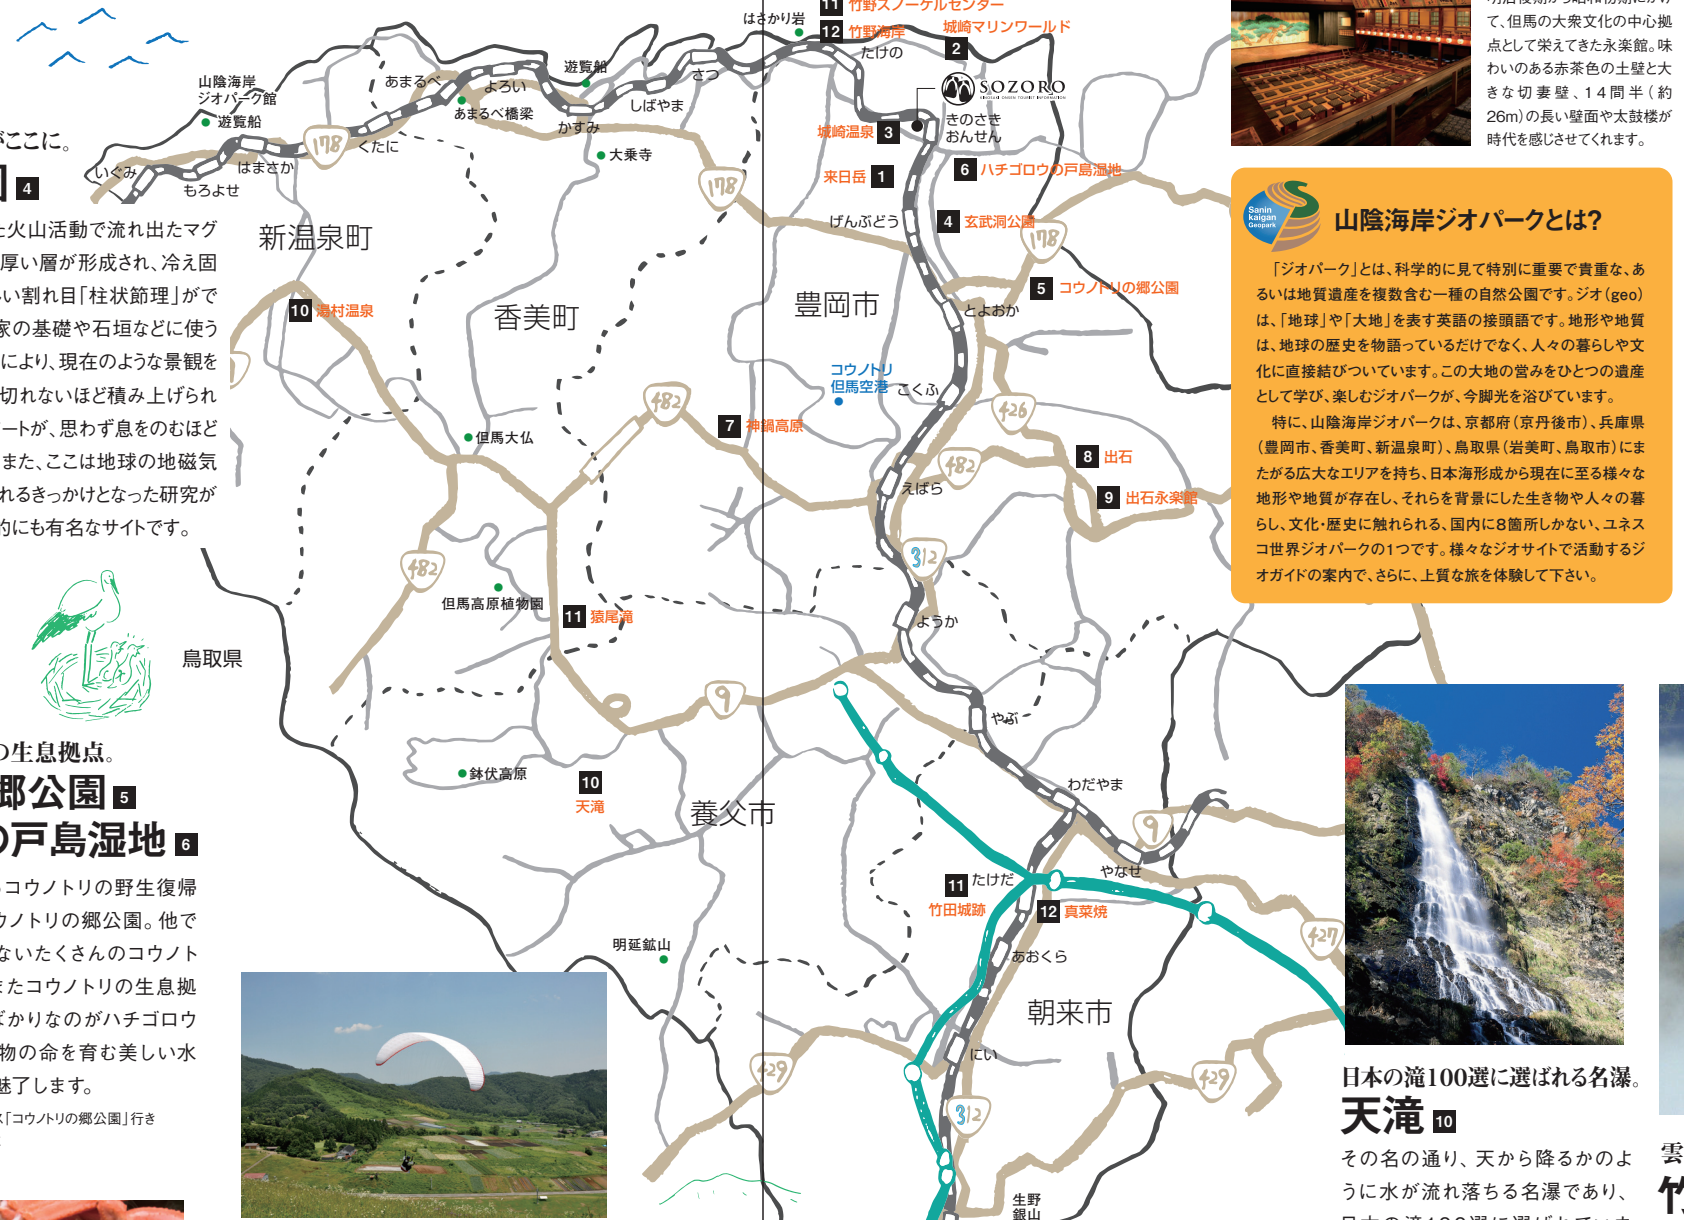 がここに。
4
た火山活動で流れ出たマグ
厚い層が形成され、冷え固
い割れ目「柱状節理」がで
家の基礎や石垣などに使う
により、現在のような景観を
切れないほど積み上げられ
ートが、思わず息をのむほど
また、ここは地球の地磁気
れるきっかけとなった研究が
的にも有名なサイトです。
の生息拠点。
郷公園 5
の戸島湿地 6
るコウノトリの野生復帰
ウノトリの郷公園。他で
ないたくさんのコウノト
またコウノトリの生息拠
ばかりなのがハチゴロウ
物の命を育む美しい水
魅了します。
ス「コウノトリの郷公園」行き
山陰海岸
ジオパーク館
遊覧船
いぐみ
もろよせ
はまさか
178
くたに
あまるべ
よろい
あまるべ橋梁
遊覧船
かすみ
しばやま
大乗寺
さつ
はさかり岩
11 竹野スノーケルセンター
12 竹野海岸
たけの
城崎マリンワールド
2
SOZORO
きのさき
おんせん
城崎温泉 3
来日岳 1
6 ハチゴロウの戸島湿地
178
げんぶどう
4 玄武洞公園
178
5 コウノトリの郷公園
とよおか
新温泉町
香美町
豊岡市
10 湯村温泉
コウノトリ
但馬空港
こくふ
482
426
7 神鍋高原
8 出石
482
9 出石永楽館
えばら
但馬大仏
312
482
但馬高原植物園
11 猿尾滝
ようか
鳥取県
9
やぶ
鉢伏高原
10
天滝
養父市
わだやま
9
やなせ
11 たけだ
竹田城跡
12 真菜焼
427
明延鉱山
あおくら
朝来市
にい
429
429
312
生野
銀山
て、但馬の大衆文化の中心拠
点として栄えてきた永楽館。味
わいのある赤茶色の土壁と大
きな切妻壁、14間半(約
26m)の長い壁面や太鼓楼が
時代を感じさせてくれます。
Sanin
kaigan
Geopark
山陰海岸ジオパークとは?
「ジオパーク」とは、科学的に見て特別に重要で貴重な、あ
るいは地質遺産を複数含む一種の自然公園です。ジオ(geo)
は、「地球」や「大地」を表す英語の接頭語です。地形や地質
は、地球の歴史を物語っているだけでなく、人々の暮らしや文
化に直接結びついています。この大地の営みをひとつの遺産
として学び、楽しむジオパークが、今脚光を浴びています。
特に、山陰海岸ジオパークは、京都府(京丹後市)、兵庫県
(豊岡市、香美町、新温泉町)、鳥取県(岩美町、鳥取市)にま
たがる広大なエリアを持ち、日本海形成から現在に至る様々な
地形や地質が存在し、それらを背景にした生き物や人々の暮
らし、文化・歴史に触れられる、国内に8箇所しかない、ユネス
コ世界ジオパークの1つです。様々なジオサイトで活動するジ
オガイドの案内で、さらに、上質な旅を体験して下さい。
日本の滝100選に選ばれる名瀑。
天滝 10
その名の通り、天から降るかのよ
うに水が流れ落ちる名瀑であり、
日本の滝100選に選ばれていま
雲
竹